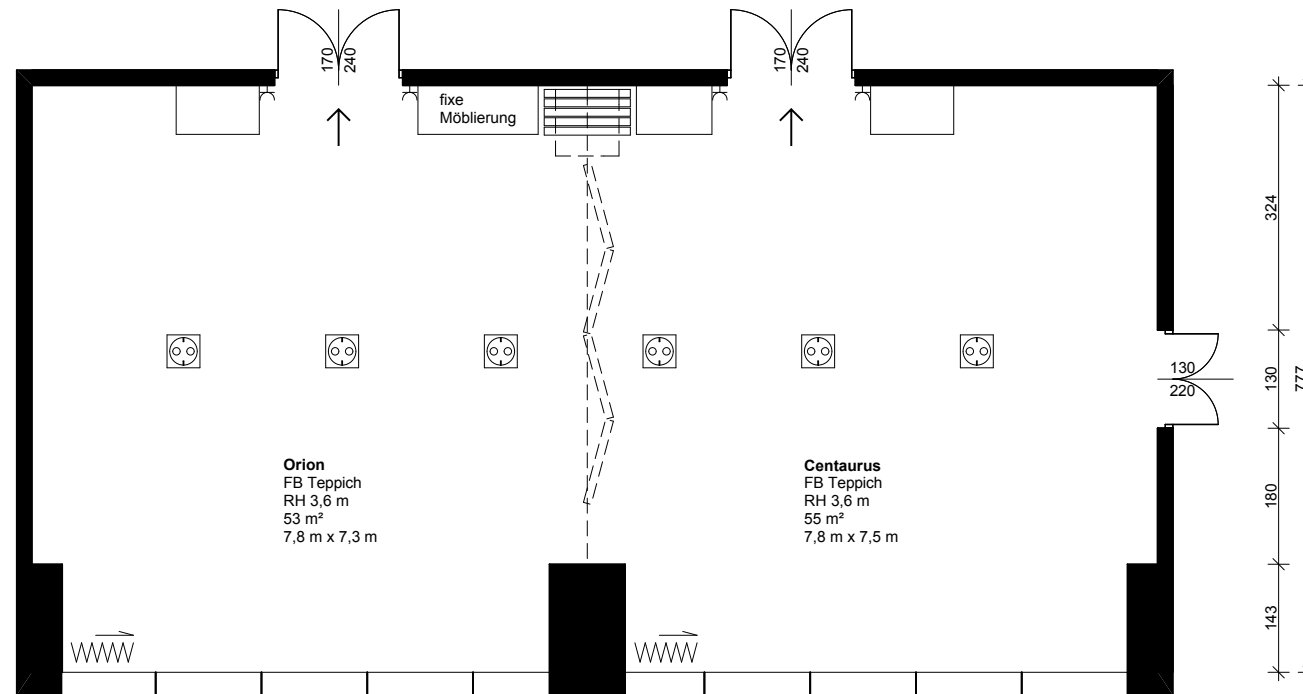 170
240
170
240
fixe
Möblierung
324
130
220
130
777
Orion
FB Teppich
RH 3,6 m
53 m²
7,8 m x 7,3 m
Centaurus
FB Teppich
RH 3,6 m
55 m²
7,8 m x 7,5 m
180
143